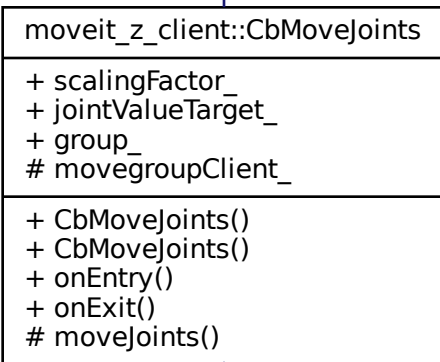 moveit_z_client::CbMoveJoints
+ scalingFactor_
+ jointValueTarget_
+ group_
# movegroupClient_
+ CbMoveJoints()
+ CbMoveJoints()
+ onEntry()
+ onExit()
# moveJoints()